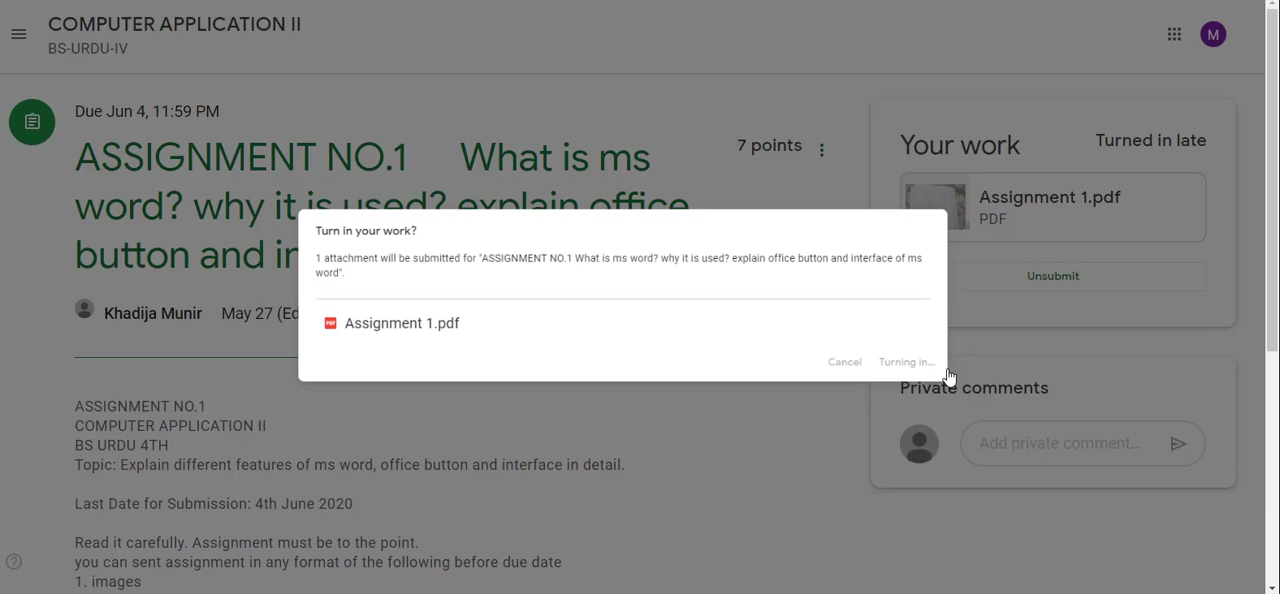 COMPUTER APPLICATION II
BS-URDU-IV
M
Due Jun 4, 11:59 PM
ASSIGNMENT NO.1 What is ms
word? why it is used? explain office
button and in
7 points
Khadija Munir May 27 (Ed
ASSIGNMENT NO.1
COMPUTER APPLICATION II
BS URDU 4TH
Topic: Explain different features of ms word, office button and interface in detail.
Last Date for Submission: 4th June 2020
Read it carefully. Assignment must be to the point.
you can sent assignment in any format of the following before due date
1. images
Turn in your work?
1 attachment will be submitted for "ASSIGNMENT NO.1 What is ms word? why it is used? explain office button and interface of ms
word".
PDF Assignment 1.pdf
Cancel Turning in...
Your work Turned in late
Assignment 1.pdf
PDF
Unsubmit
Private comments
Add private comment...